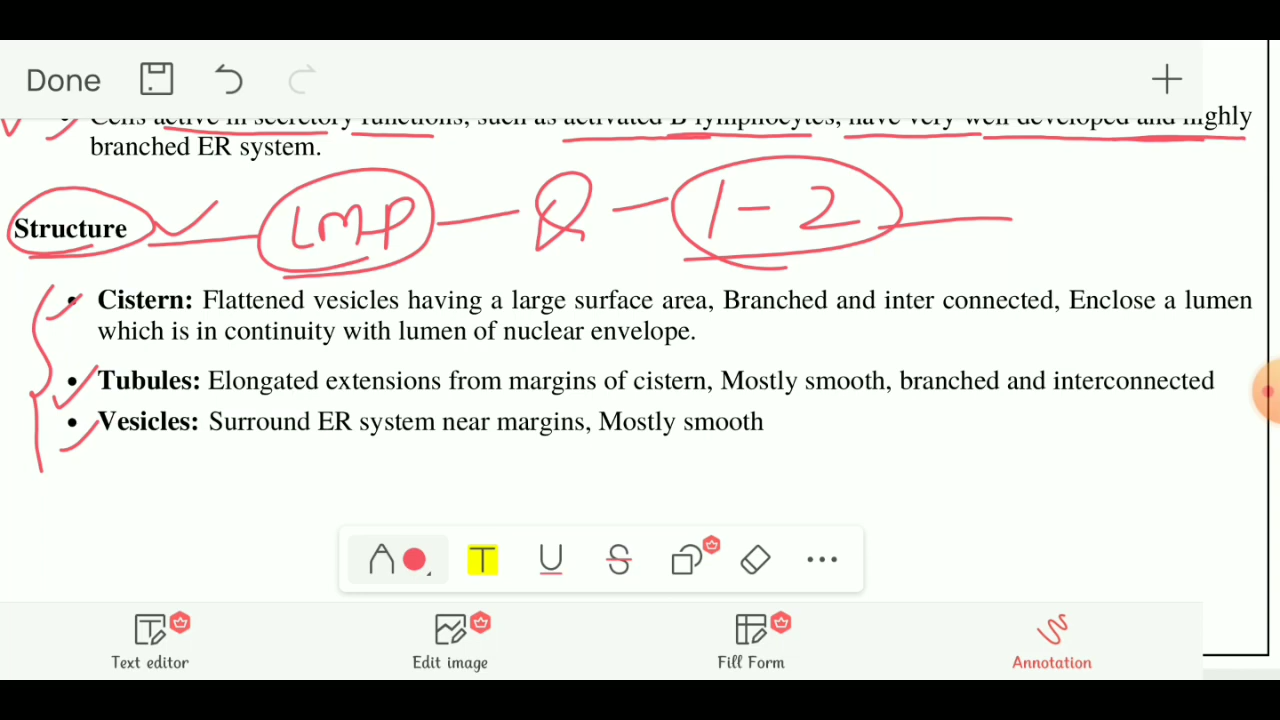 Done
Cells active in secretory functions, such as activated B lymphocytes, have very well developed and highly
branched ER system.
Structure IMP Q 1-2
• Cistern: Flattened vesicles having a large surface area, Branched and inter connected, Enclose a lumen
which is in continuity with lumen of nuclear envelope.
• Tubules: Elongated extensions from margins of cistern, Mostly smooth, branched and interconnected
• Vesicles: Surround ER system near margins, Mostly smooth
T U S
Text editor Edit image Fill Form Annotation